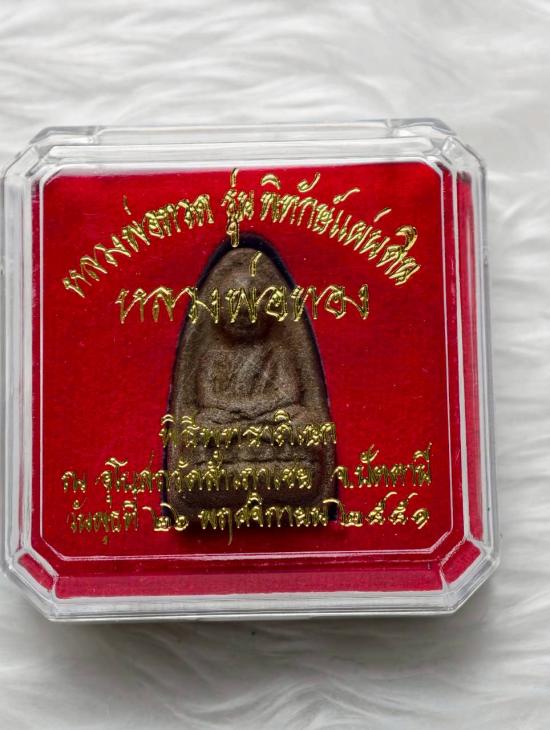 หลวงพ่อทวด รุ่น พิทักษ์แผ่นดิน
หลวงพ่อทอง
พิธีพุทธาภิเษก
ณ อุโบสถวัดสำเภาเชย จ.ปัตตานี
วันพุธที่ ๒๖ พฤศจิกายน ๒๕๕๑